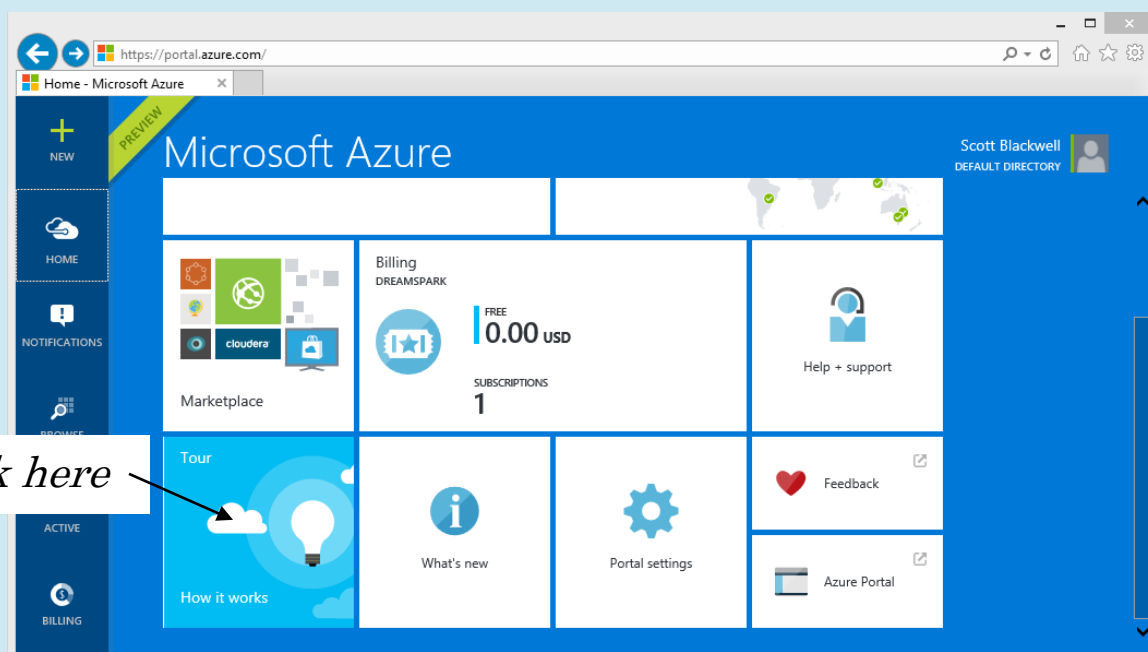 https://portal.azure.com/
Home - Microsoft Azure
NEW
PREVIEW
Microsoft Azure
Scott Blackwell
DEFAULT DIRECTORY
HOME
NOTIFICATIONS
BROWSE
ACTIVE
BILLING
cloudera
Marketplace
Billing
DREAMSPARK
FREE
0.00 USD
SUBSCRIPTIONS
1
Help + support
here
Tour
How it works
What's new
Portal settings
Feedback
Azure Portal